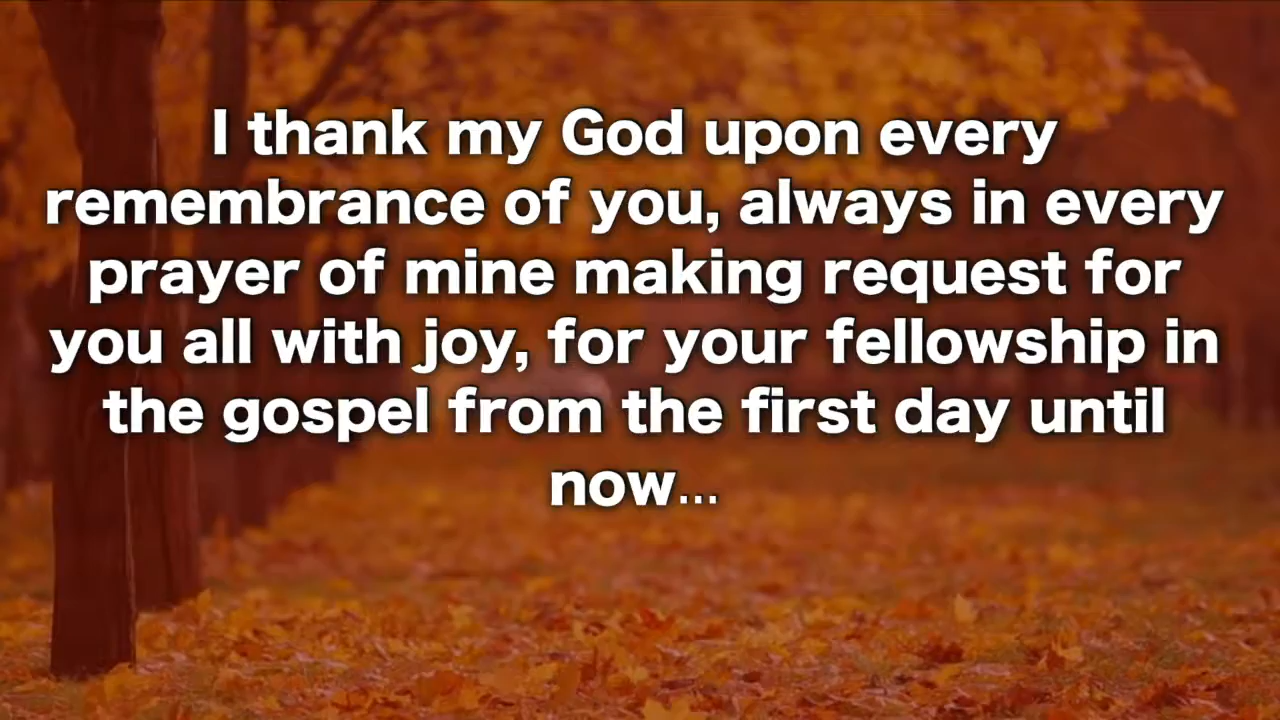 I thank my God upon every
remembrance of you, always in every
prayer of mine making request for
you all with joy, for your fellowship in
the gospel from the first day until
now...